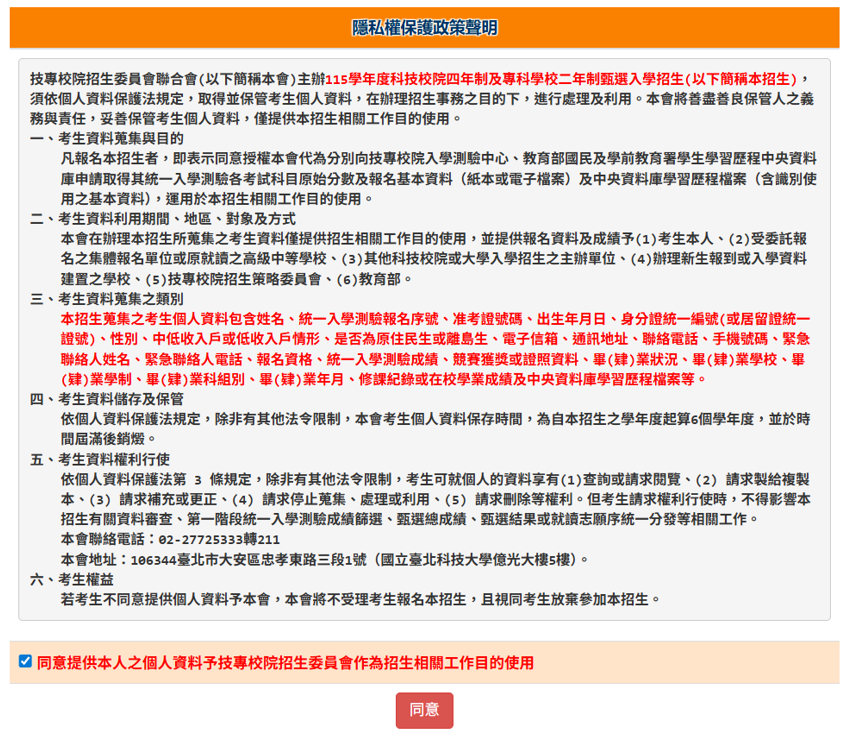 隱私權保護政策聲明
技專校院招生委員會聯合會(以下簡稱本會)主辦115學年度科技校院四年制及專科學校二年制甄選入學招生(以下簡稱本招生)，
須依個人資料保護法規定，取得並保管考生個人資料，在辦理招生事務之目的下，進行處理及利用。本會將善盡善良保管人之義
務與責任，妥善保管考生個人資料，僅提供本招生相關工作目的使用。
一、考生資料蒐集與目的
凡報名本招生者，即表示同意授權本會代為分別向技專校院入學測驗中心、教育部國民及學前教育署學生學習歷程中央資料
庫申請取得其統一入學測驗各考試科目原始分數及報名基本資料（紙本或電子檔案）及中央資料庫學習歷程檔案（含識別使
用之基本資料），運用於本招生相關工作目的使用。
二、考生資料利用期間、地區、對象及方式
本會在辦理本招生所蒐集之考生資料僅提供招生相關工作目的使用，並提供報名資料及成績予(1)考生本人、(2)受委託報
名之集體報名單位或原就讀之高級中等學校、(3)其他科技校院或大學入學招生之主辦單位、(4)辦理新生報到或入學資料
建置之學校、(5)技專校院招生策略委員會、(6)教育部。
三、考生資料蒐集之類別
本招生蒐集之考生個人資料包含姓名、統一入學測驗報名序號、准考證號碼、出生年月日、身分證統一編號(或居留證統一
證號)、性別、中低收入戶或低收入戶情形、是否為原住民生或離島生、電子信箱、通訊地址、聯絡電話、手機號碼、緊急
聯絡人姓名、緊急聯絡人電話、報名資格、統一入學測驗成績、競賽獲獎或證照資料、畢(肄)業狀況、畢(肄)業學校、畢
(肄)業學制、畢(肄)業科組別、畢(肄)業年月、修課紀錄或在校學業成績及中央資料庫學習歷程檔案等。
四、考生資料儲存及保管
依個人資料保護法規定，除非有其他法令限制，本會考生個人資料保存時間，為自本招生之學年度起算6個學年度，並於時
間屆滿後銷燬。
五、考生資料權利行使
依個人資料保護法第 3 條規定，除非有其他法令限制，考生可就個人的資料享有(1)查詢或請求閱覽、(2) 請求製給複製
本、(3) 請求補充或更正、(4) 請求停止蒐集、處理或利用、(5) 請求刪除等權利。但考生請求權利行使時，不得影響本
招生有關資料審查、第一階段統一入學測驗成績篩選、甄選總成績、甄選結果或就讀志願序統一分發等相關工作。
本會聯絡電話：02-27725333轉211
本會地址：106344臺北市大安區忠孝東路三段1號（國立臺北科技大學億光大樓5樓）。
六、考生權益
若考生不同意提供個人資料予本會，本會將不受理考生報名本招生，且視同考生放棄參加本招生。
同意提供本人之個人資料予技專校院招生委員會作為招生相關工作目的使用
同意